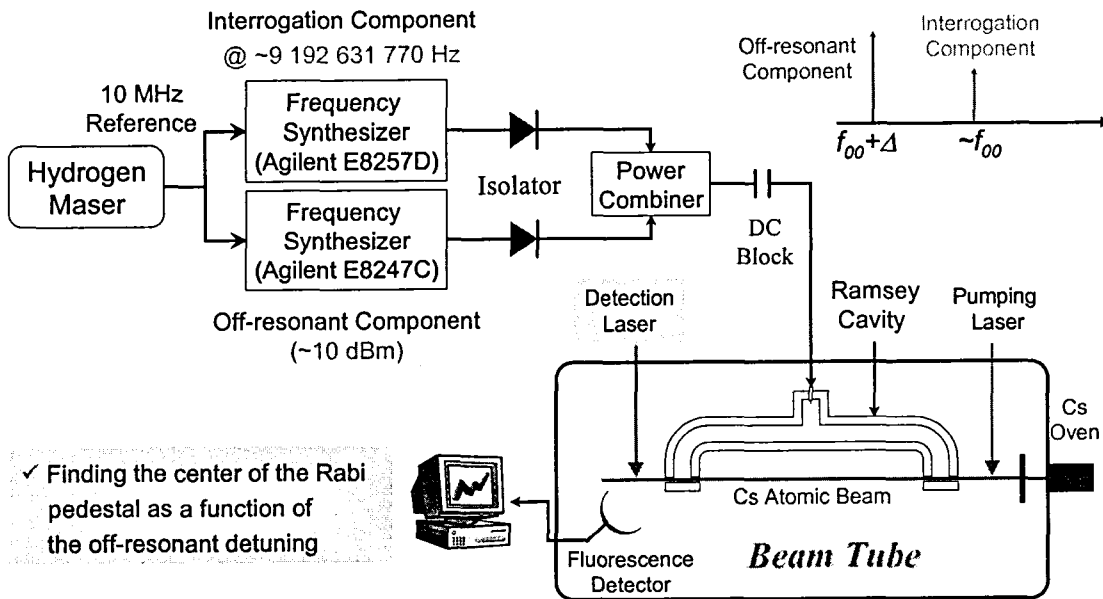 Interrogation Component
@ ~9 192 631 770 Hz
10 MHz
Reference
Hydrogen
Maser
Frequency
Synthesizer
(Agilent E8257D)
Frequency
Synthesizer
(Agilent E8247C)
Isolator
Power
Combiner
DC
Block
Off-resonant Component
(~10 dBm)
Off-resonant
Component
Interrogation
Component
f00+Δ
~f00
Detection
Laser
Ramsey
Cavity
Pumping
Laser
Cs
Oven
Cs Atomic Beam
Fluorescence
Detector
Beam Tube
✓ Finding the center of the Rabi
pedestal as a function of
the off-resonant detuning